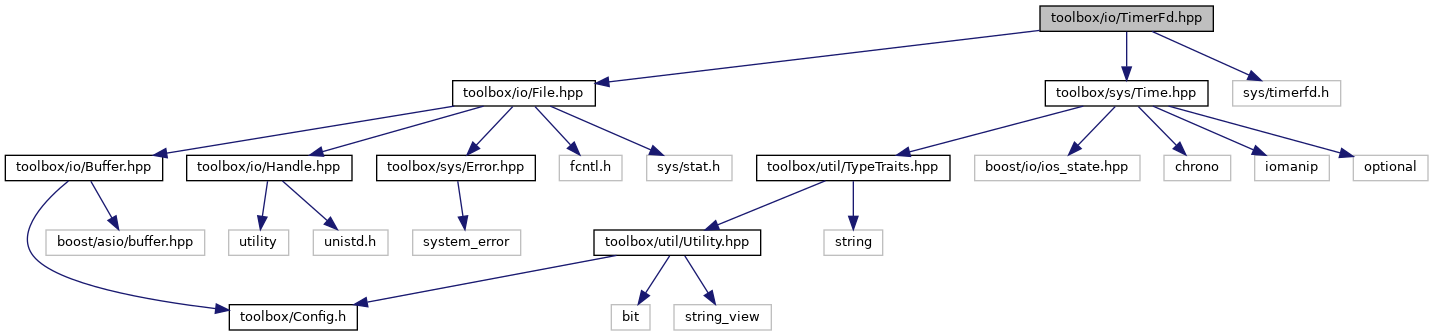 toolbox/io/TimerFd.hpp
toolbox/io/File.hpp
toolbox/sys/Time.hpp
sys/timerfd.h
toolbox/io/Buffer.hpp
toolbox/io/Handle.hpp
toolbox/sys/Error.hpp
fcntl.h
sys/stat.h
toolbox/util/TypeTraits.hpp
boost/io/ios_state.hpp
chrono
iomanip
optional
boost/asio/buffer.hpp
utility
unistd.h
system_error
toolbox/util/Utility.hpp
string
toolbox/Config.h
bit
string_view